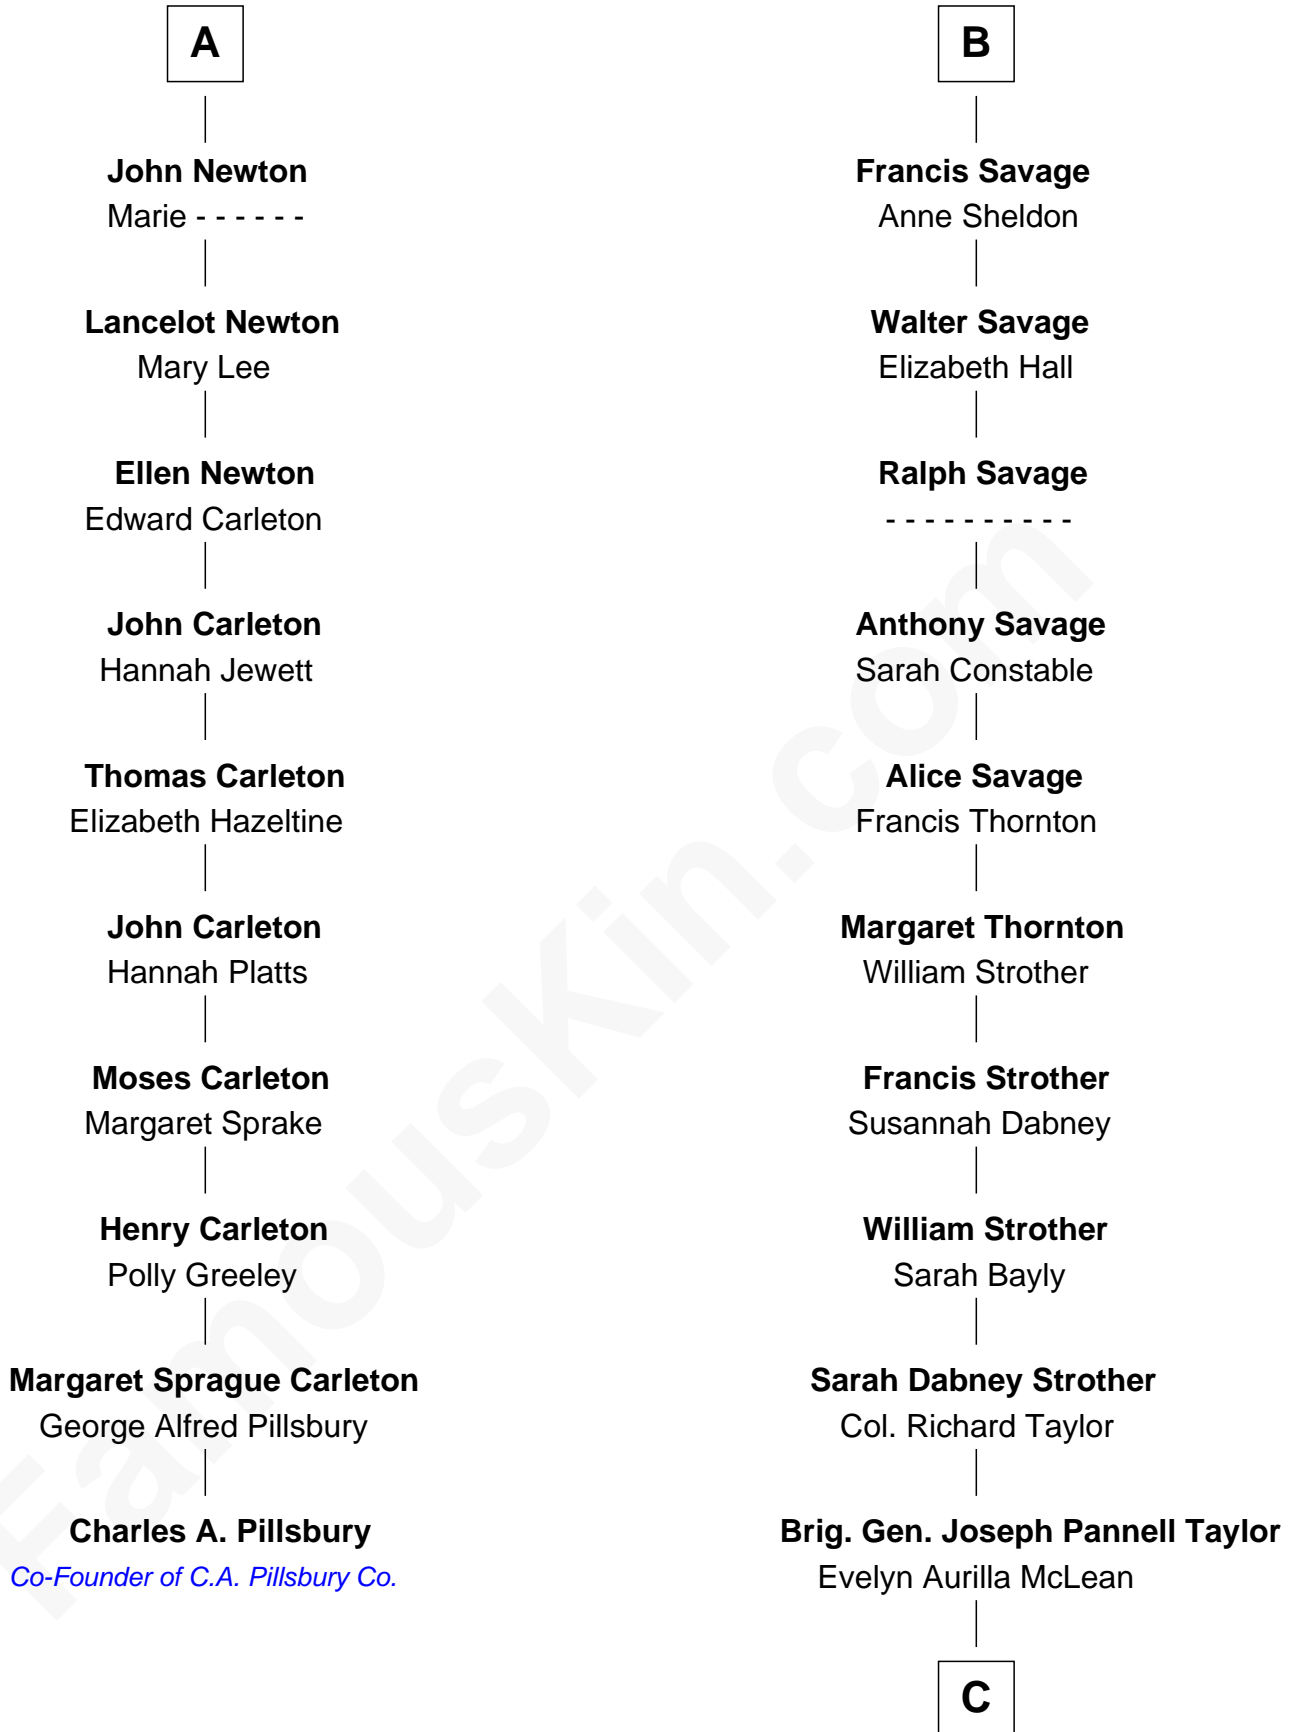 A
John Newton
Marie - - - - - -
Lancelot Newton
Mary Lee
Ellen Newton
Edward Carleton
John Carleton
Hannah Jewett
Thomas Carleton
Elizabeth Hazeltine
John Carleton
Hannah Platts
Moses Carleton
Margaret Sprake
Henry Carleton
Polly Greeley
Margaret Sprague Carleton
George Alfred Pillsbury
Charles A. Pillsbury
Co-Founder of C.A. Pillsbury Co.
B
Francis Savage
Anne Sheldon
Walter Savage
Elizabeth Hall
Ralph Savage
- - - - - - - - - -
Anthony Savage
Sarah Constable
Alice Savage
Francis Thornton
Margaret Thornton
William Strother
Francis Strother
Susannah Dabney
William Strother
Sarah Bayly
Sarah Dabney Strother
Col. Richard Taylor
Brig. Gen. Joseph Pannell Taylor
Evelyn Aurilla McLean
C
FamousKin.com